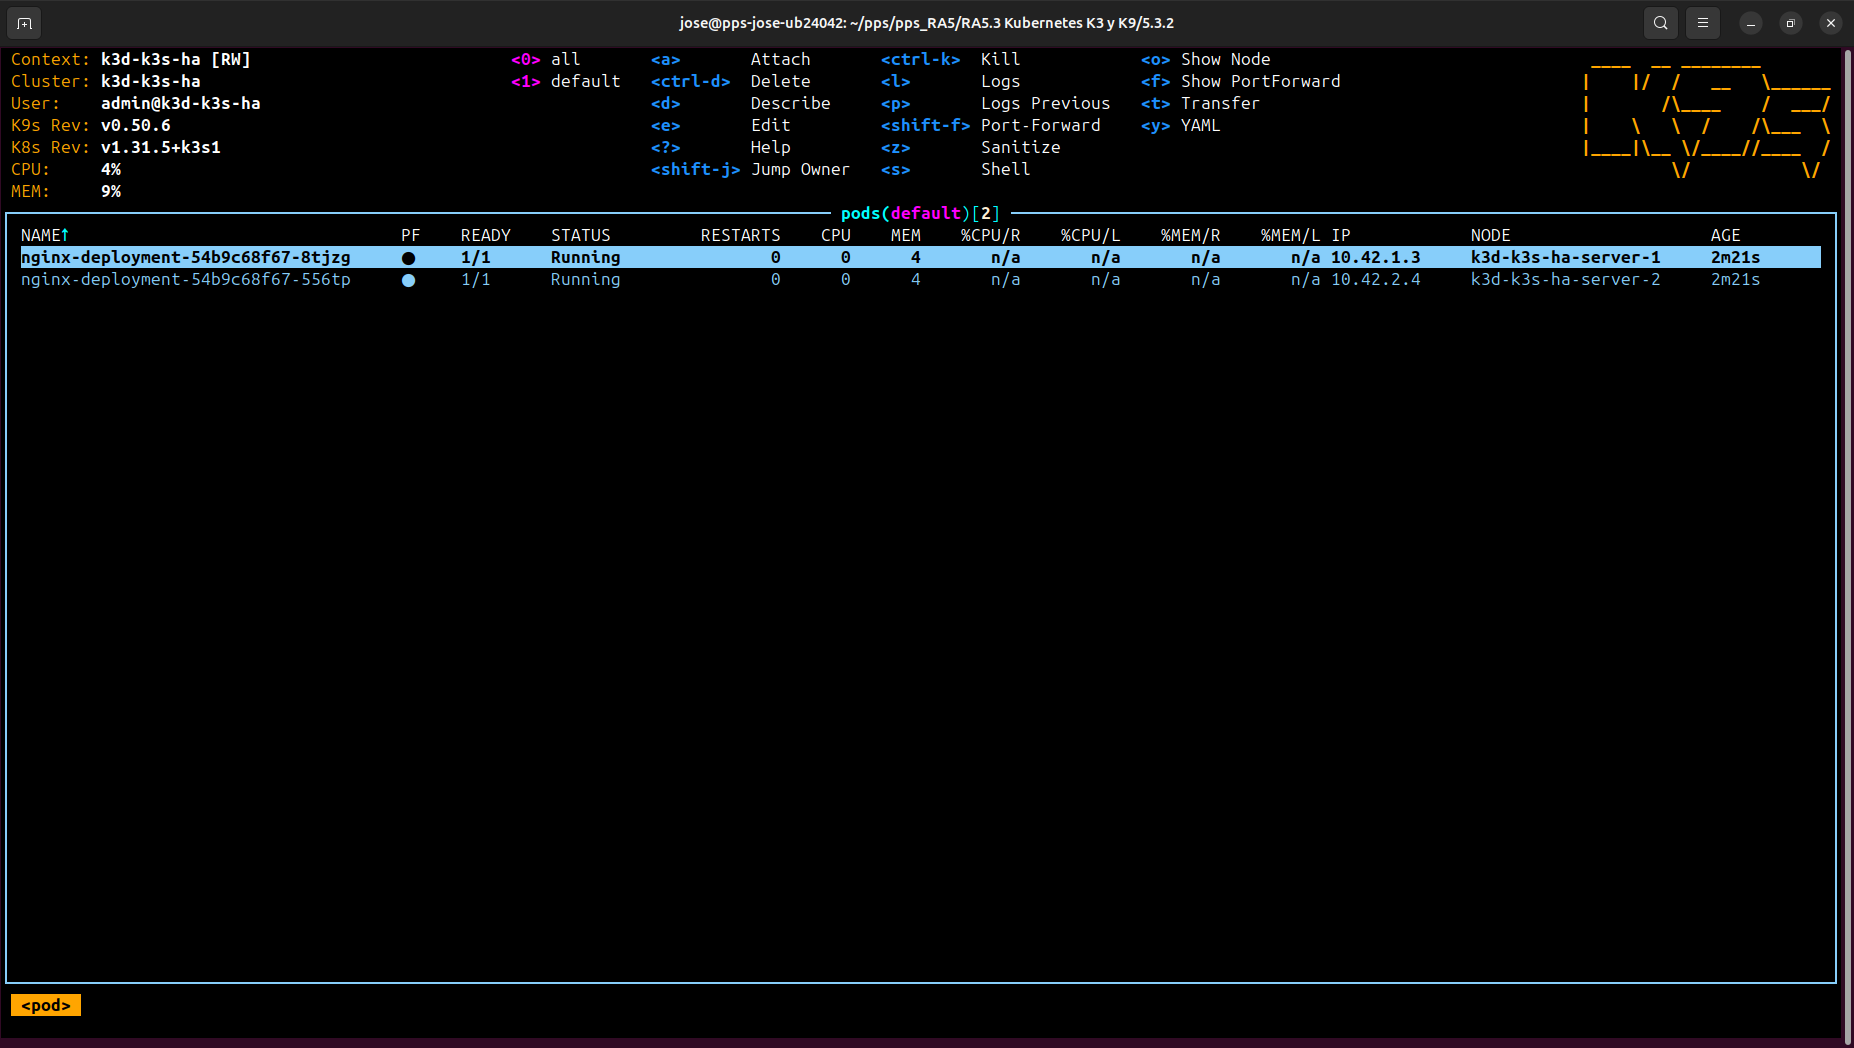 jose@pps-jose-ub24042: ~/pps/pps_RA5/RA5.3 Kubernetes K3 y K9/5.3.2
Context: k3d-k3s-ha [RW] <0> all <a> Attach <ctrl-k> Kill <o> Show Node
Cluster: k3d-k3s-ha <1> default <ctrl-d> Delete <l> Logs <f> Show PortForward
User: admin@k3d-k3s-ha <d> Describe <p> Logs Previous <t> Transfer
K9s Rev: v0.50.6 <e> Edit <shift-f> Port-Forward <y> YAML
K8s Rev: v1.31.5+k3s1 <?> Help <z> Sanitize
CPU: 4% <shift-j> Jump Owner <s> Shell
MEM: 9%
pods(default)[2]
NAME↑ PF READY STATUS RESTARTS CPU MEM %CPU/R %CPU/L %MEM/R %MEM/L IP NODE AGE
nginx-deployment-54b9c68f67-8tjzg ● 1/1 Running 0 0 4 n/a n/a n/a n/a 10.42.1.3 k3d-k3s-ha-server-1 2m21s
nginx-deployment-54b9c68f67-556tp ● 1/1 Running 0 0 4 n/a n/a n/a n/a 10.42.2.4 k3d-k3s-ha-server-2 2m21s
<pod>